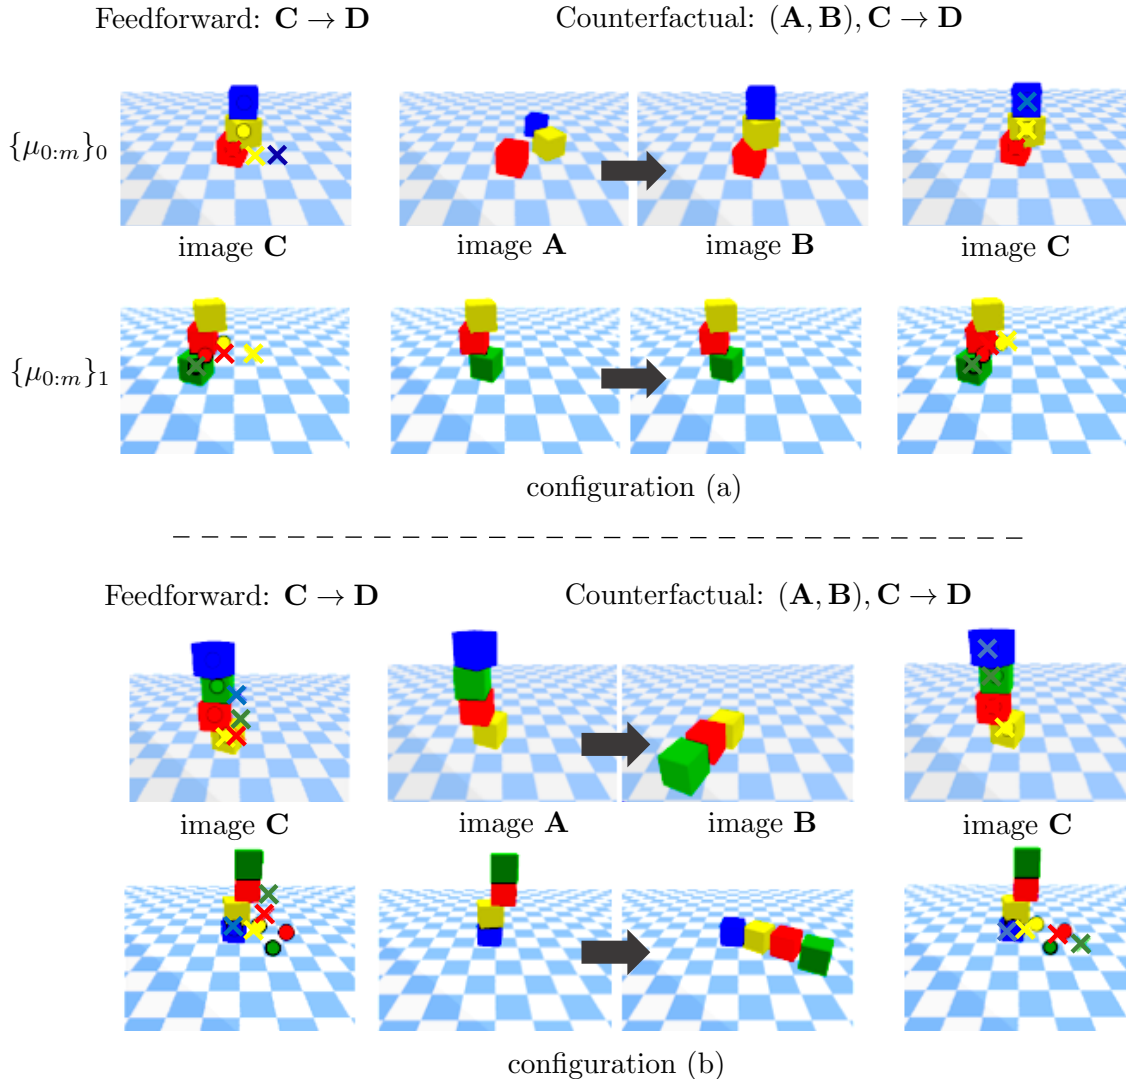 Feedforward: C → D Counterfactual: (A, B), C → D
{μ0:m}0
image C image A image B image C
{μ0:m}1
configuration (a)
Feedforward: C → D Counterfactual: (A, B), C → D
image C image A image B image C
configuration (b)